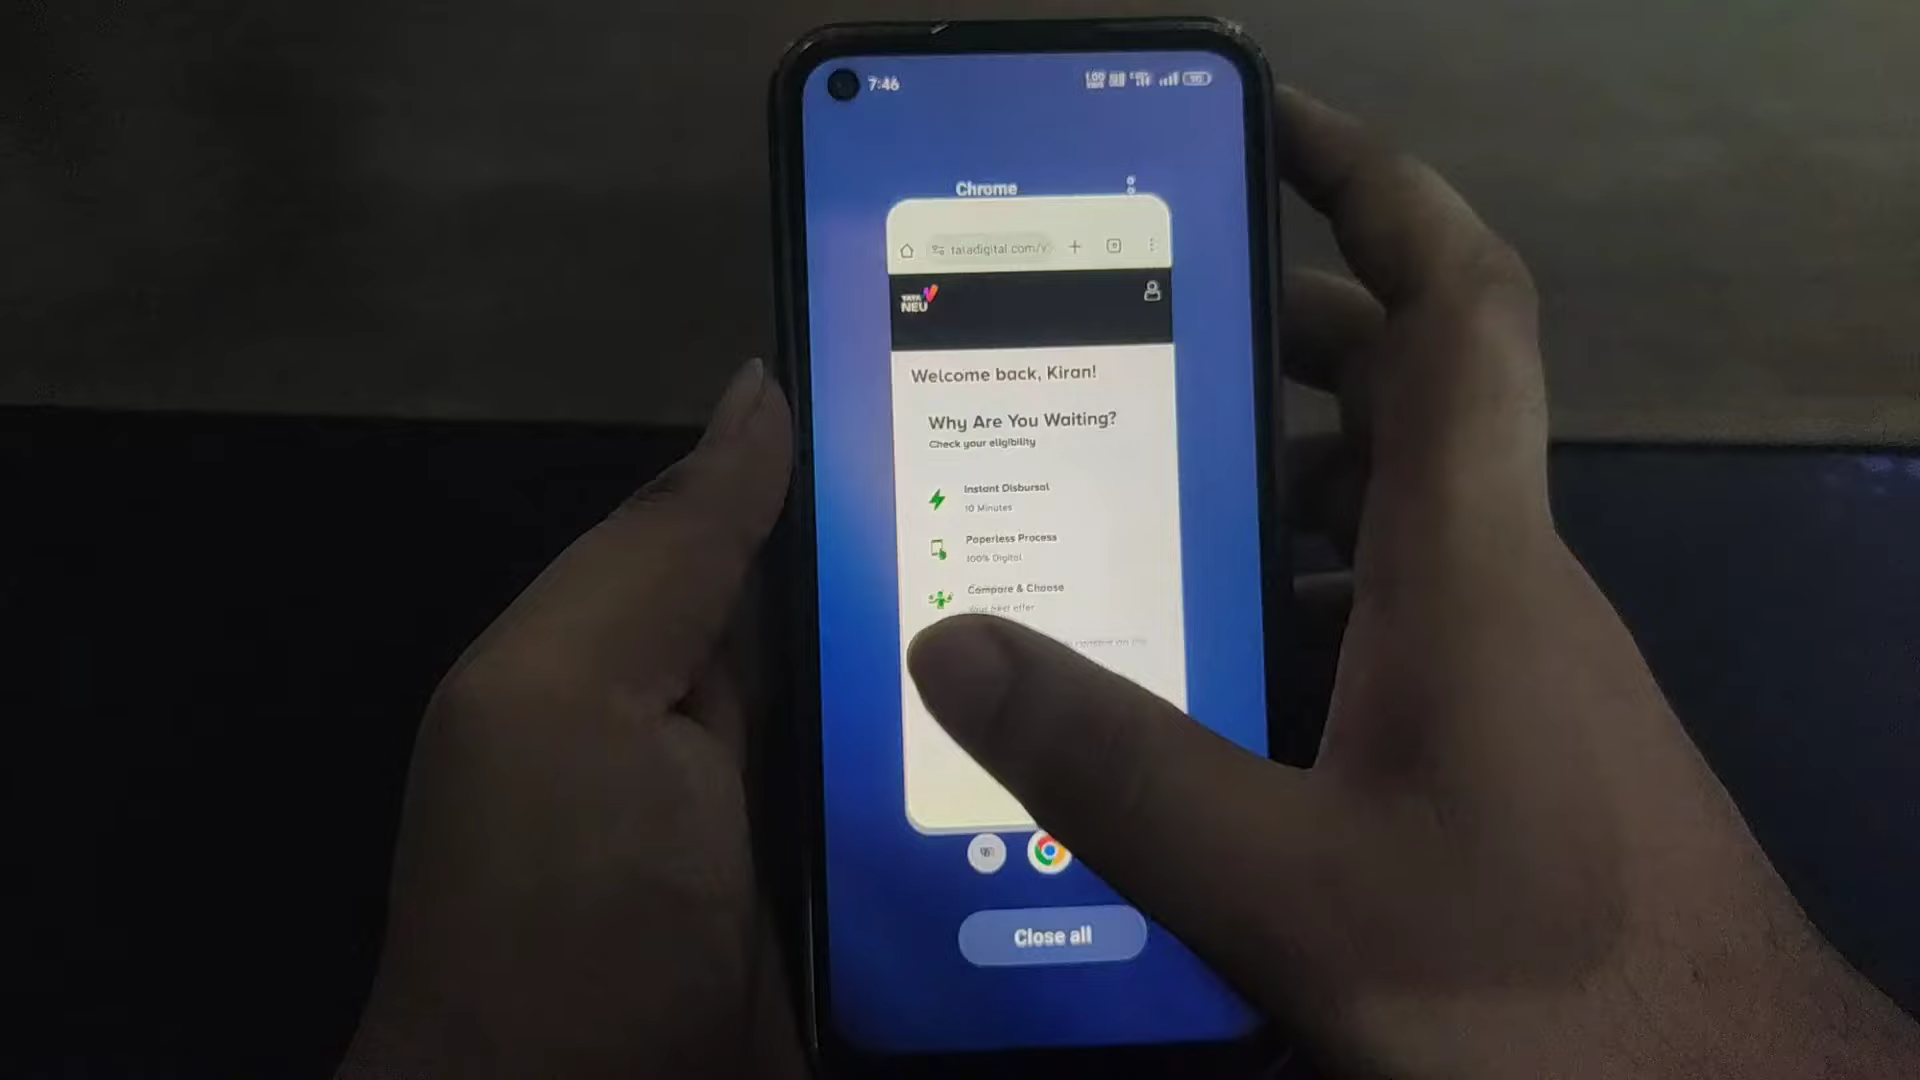 7:46
Chrome
tatadigital.com/v
TATA
NEU
Welcome back, Kiran!
Why Are You Waiting?
Check your eligibility
Instant Disbursal
10 Minutes
Paperless Process
100% Digital
Compare & Choose
Your best offer
Close all